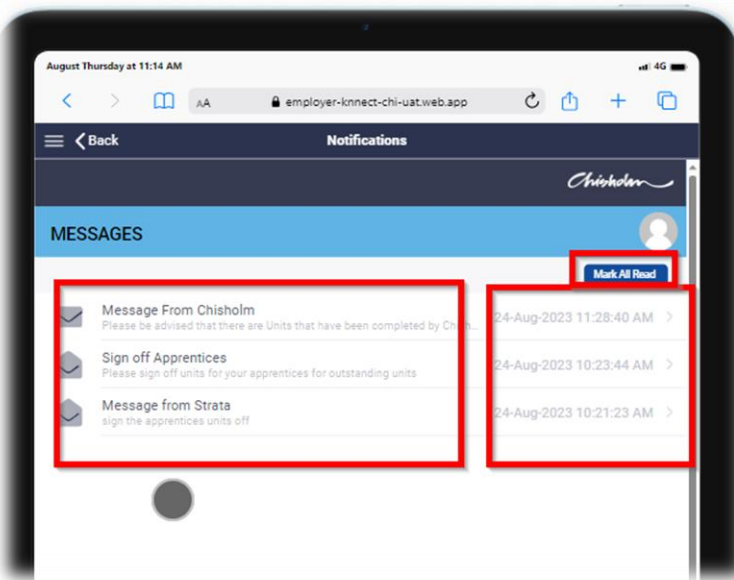 August Thursday at 11:14 AM 4G
AA employer-knnect-chi-uat.web.app
Back Notifications
Chisholm
MESSAGES
Mark All Read
Message From Chisholm
Please be advised that there are Units that have been completed by Chish... 24-Aug-2023 11:28:40 AM
Sign off Apprentices
Please sign off units for your apprentices for outstanding units 24-Aug-2023 10:23:44 AM
Message from Strata
sign the apprentices units off 24-Aug-2023 10:21:23 AM